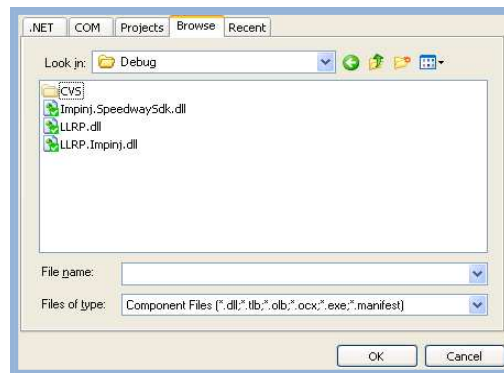 .NET COM Projects Browse Recent
Look in: Debug
CVS
Impinj.SpeedwaySdk.dll
LLRP.dll
LLRP.Impinj.dll
File name:
Files of type: Component Files (*.dll;*.tlb;*.olb;*.ocx;*.exe;*.manifest)
OK Cancel